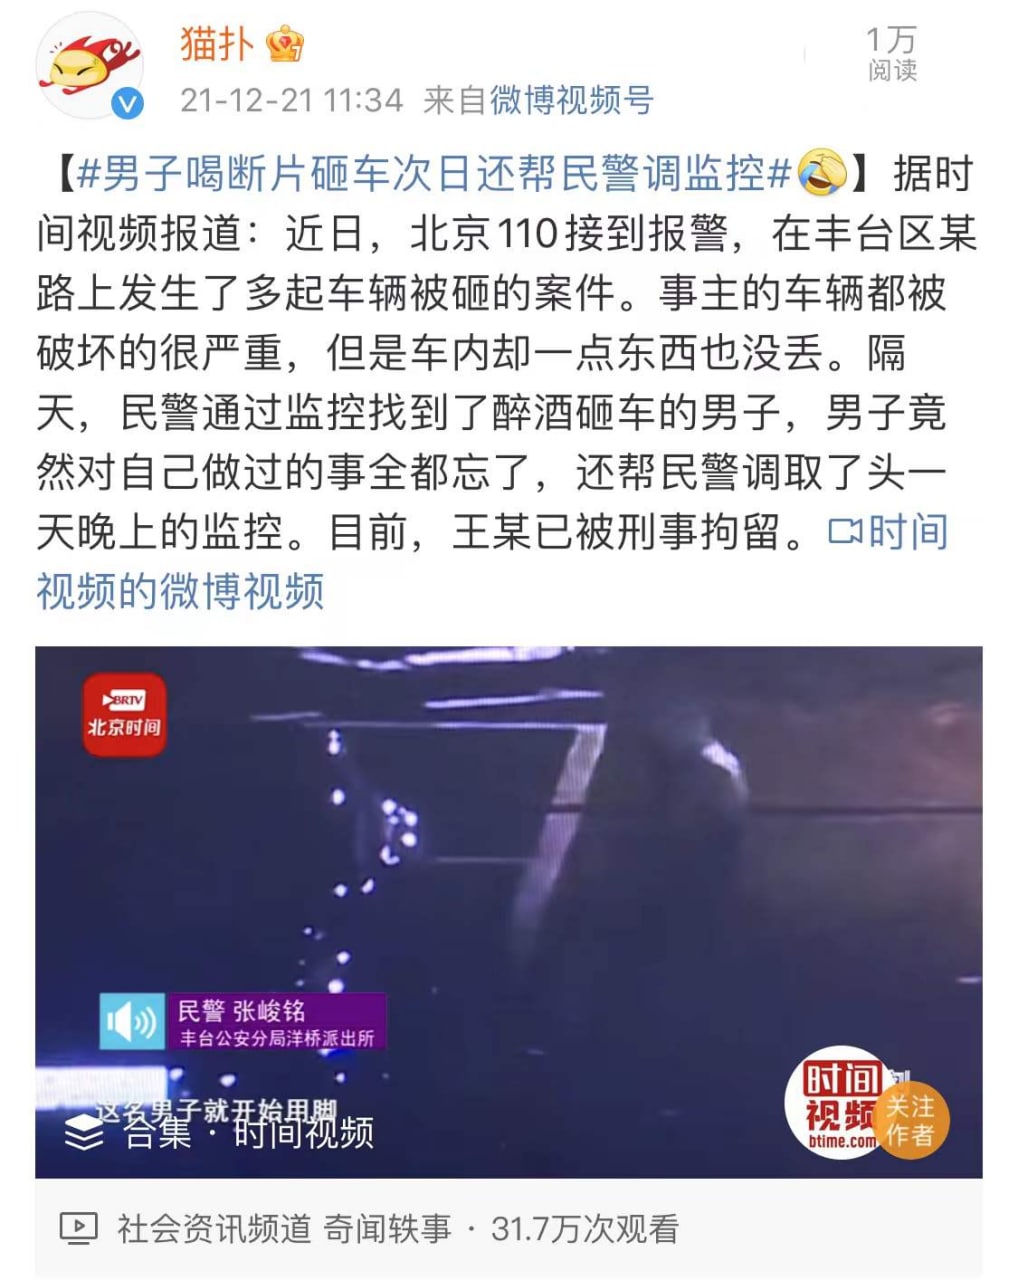 猫扑
1万
阅读
21-12-21 11:34 来自微博视频号
【#男子喝断片砸车次日还帮民警调监控#🤣】据时
间视频报道：近日，北京110接到报警，在丰台区某
路上发生了多起车辆被砸的案件。事主的车辆都被
破坏的很严重，但是车内却一点东西也没丢。隔
天，民警通过监控找到了醉酒砸车的男子，男子竟
然对自己做过的事全都忘了，还帮民警调取了头一
天晚上的监控。目前，王某已被刑事拘留。时间
视频的微博视频
BRTV
北京时间
民警 张峻铭
丰台公安分局洋桥派出所
这名男子就开始用脚
合集 · 时间视频
时间
视频
btime.com
关注
作者
社会资讯频道 奇闻轶事 · 31.7万次观看